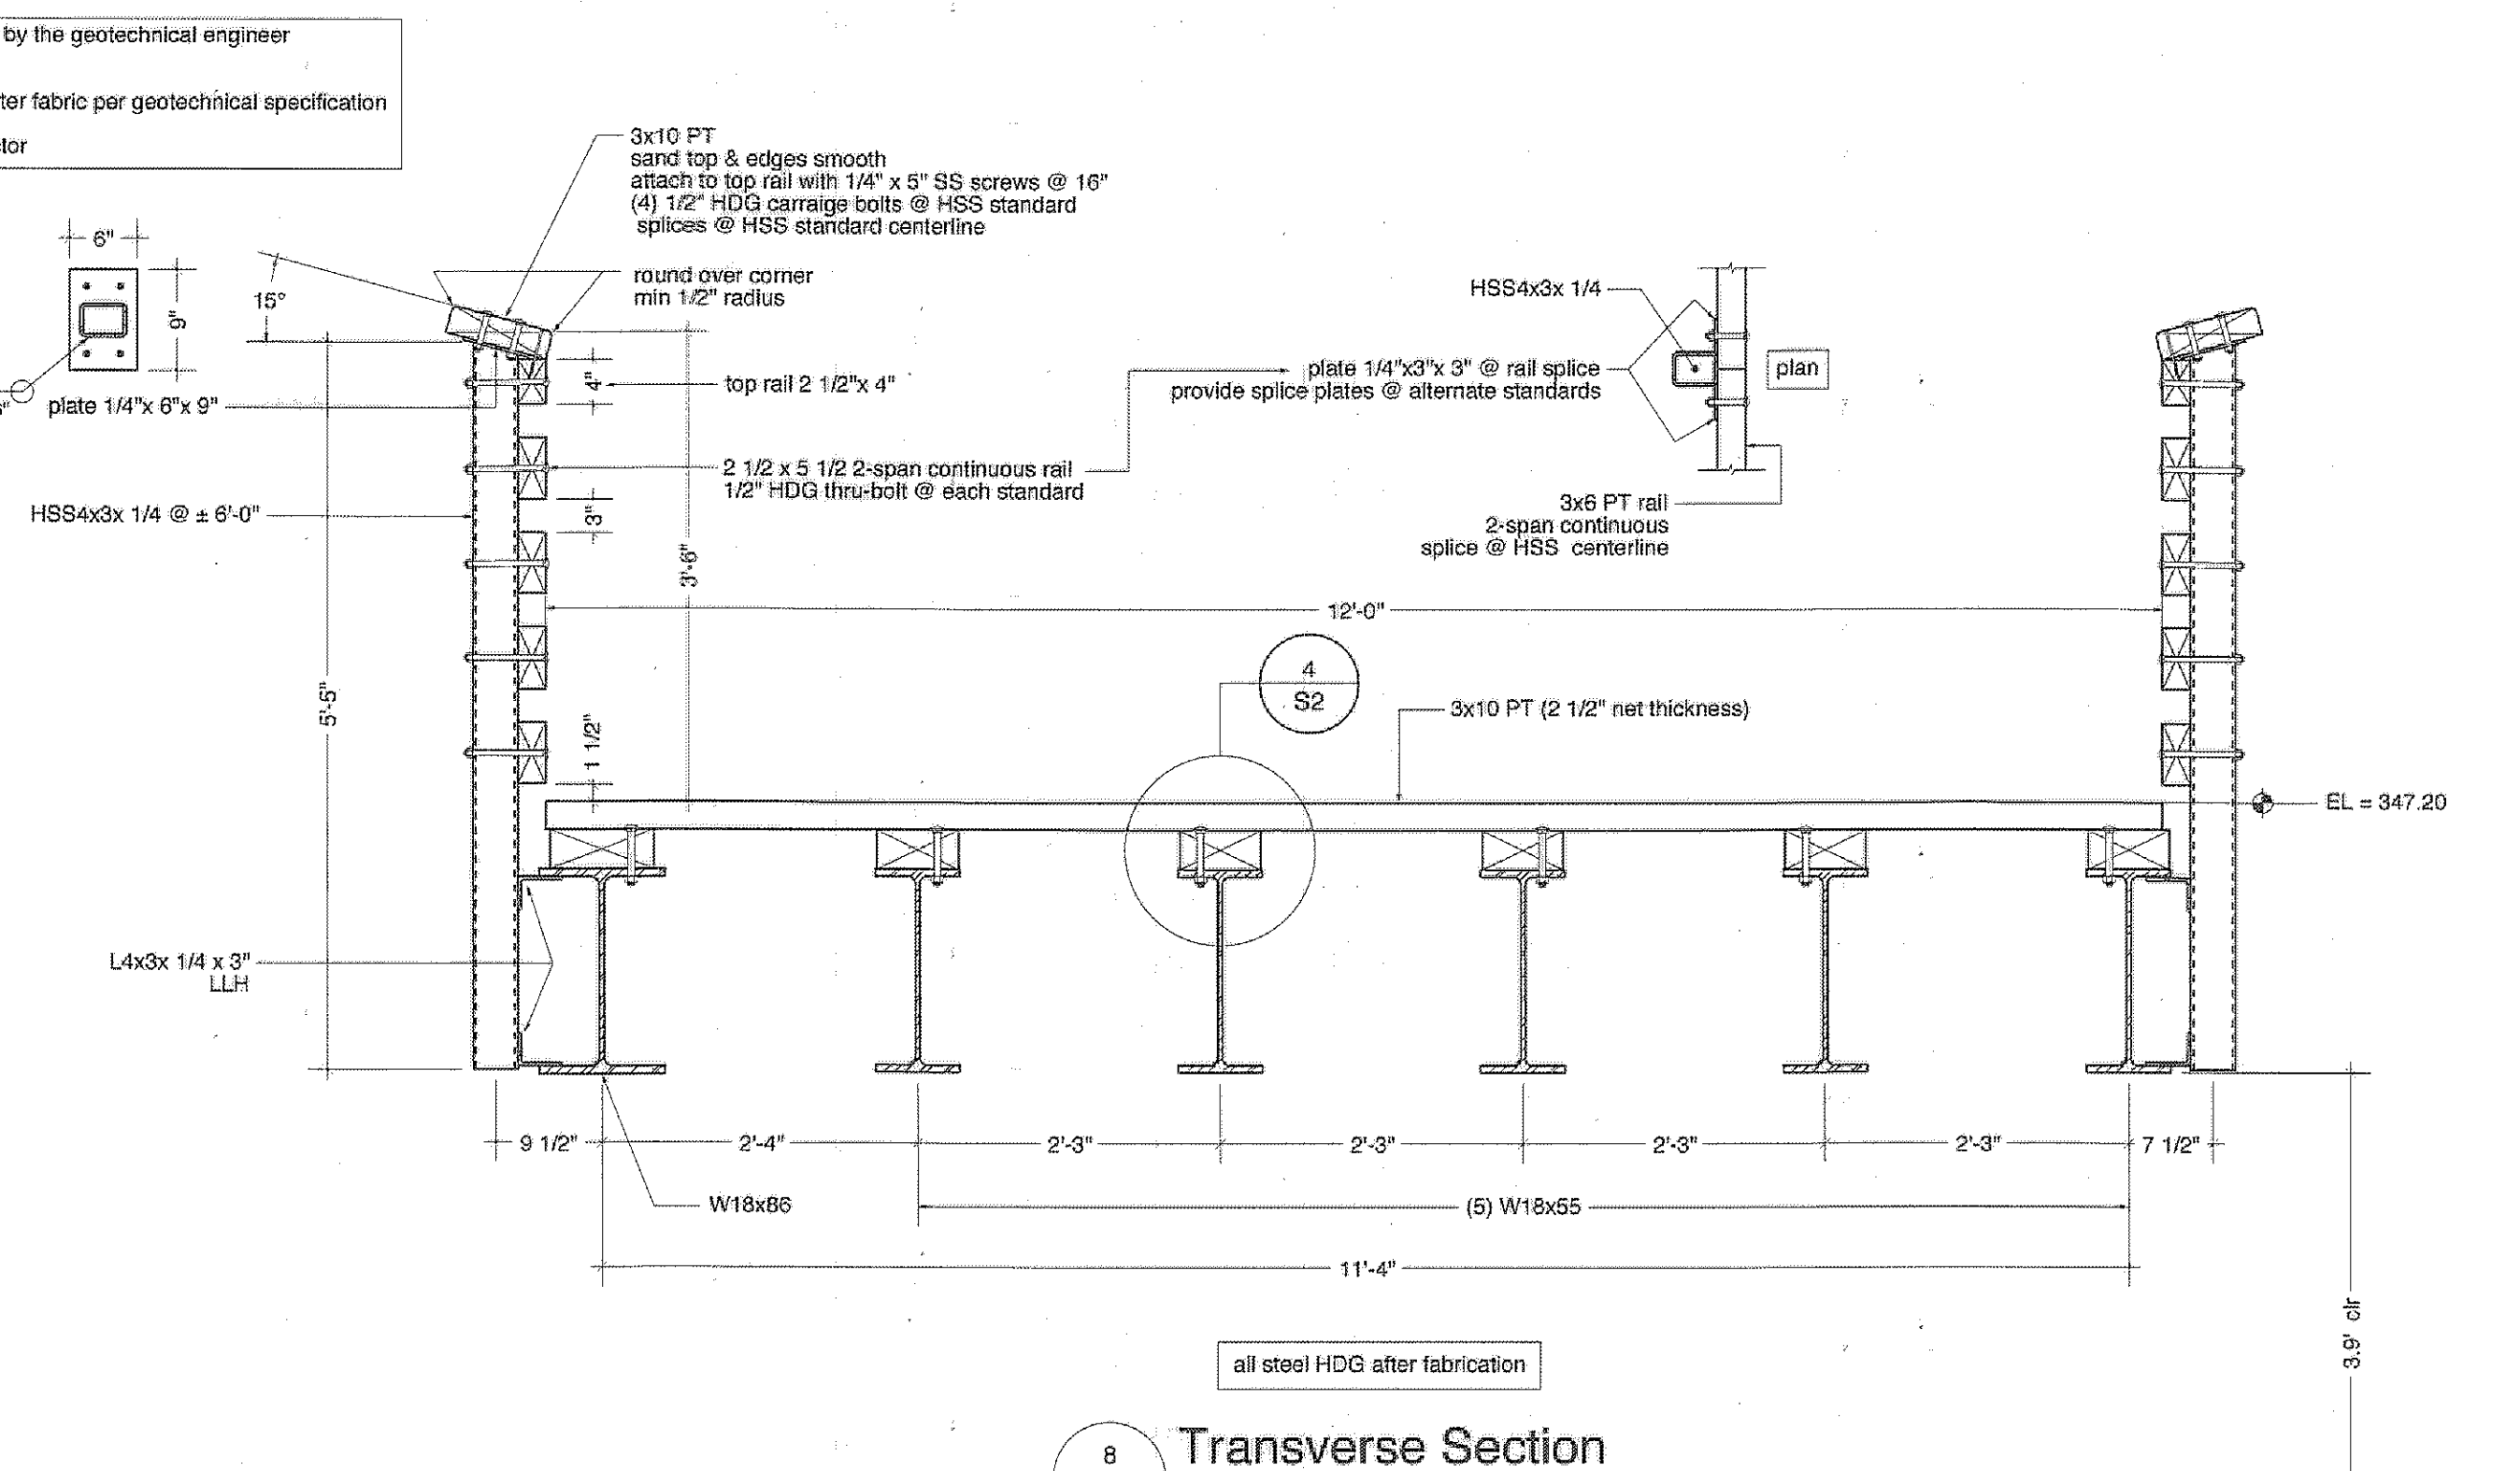 by the geotechnical engineer
ter fabric per geotechnical specification
ctor
3x10 PT
sand top & edges smooth
attach to top rail with 1/4" x 5" SS screws @ 16"
(4) 1/2" HDG carraige bolts @ HSS standard
splices @ HSS standard centerline
6"
9"
15°
round over corner
min 1/2" radius
HSS4x3x 1/4
plate 1/4"x 6"x 9"
4"
top rail 2 1/2"x 4"
plate 1/4"x3"x 3" @ rail splice
provide splice plates @ alternate standards
plan
2 1/2 x 5 1/2 2-span continuous rail
1/2" HDG thru-bolt @ each standard
HSS4x3x 1/4 @ ± 6'-0"
3"
3x6 PT rail
2-span continuous
splice @ HSS centerline
3'-6"
12'-0"
4
S2
5'-5"
1 1/2"
3x10 PT (2 1/2" net thickness)
EL = 347.20
L4x3x 1/4 x 3"
LLH
9 1/2"
2'-4"
2'-3"
2'-3"
2'-3"
2'-3"
7 1/2"
W18x86
(5) W18x55
11'-4"
3.9' clr
all steel HDG after fabrication
8
Transverse Section